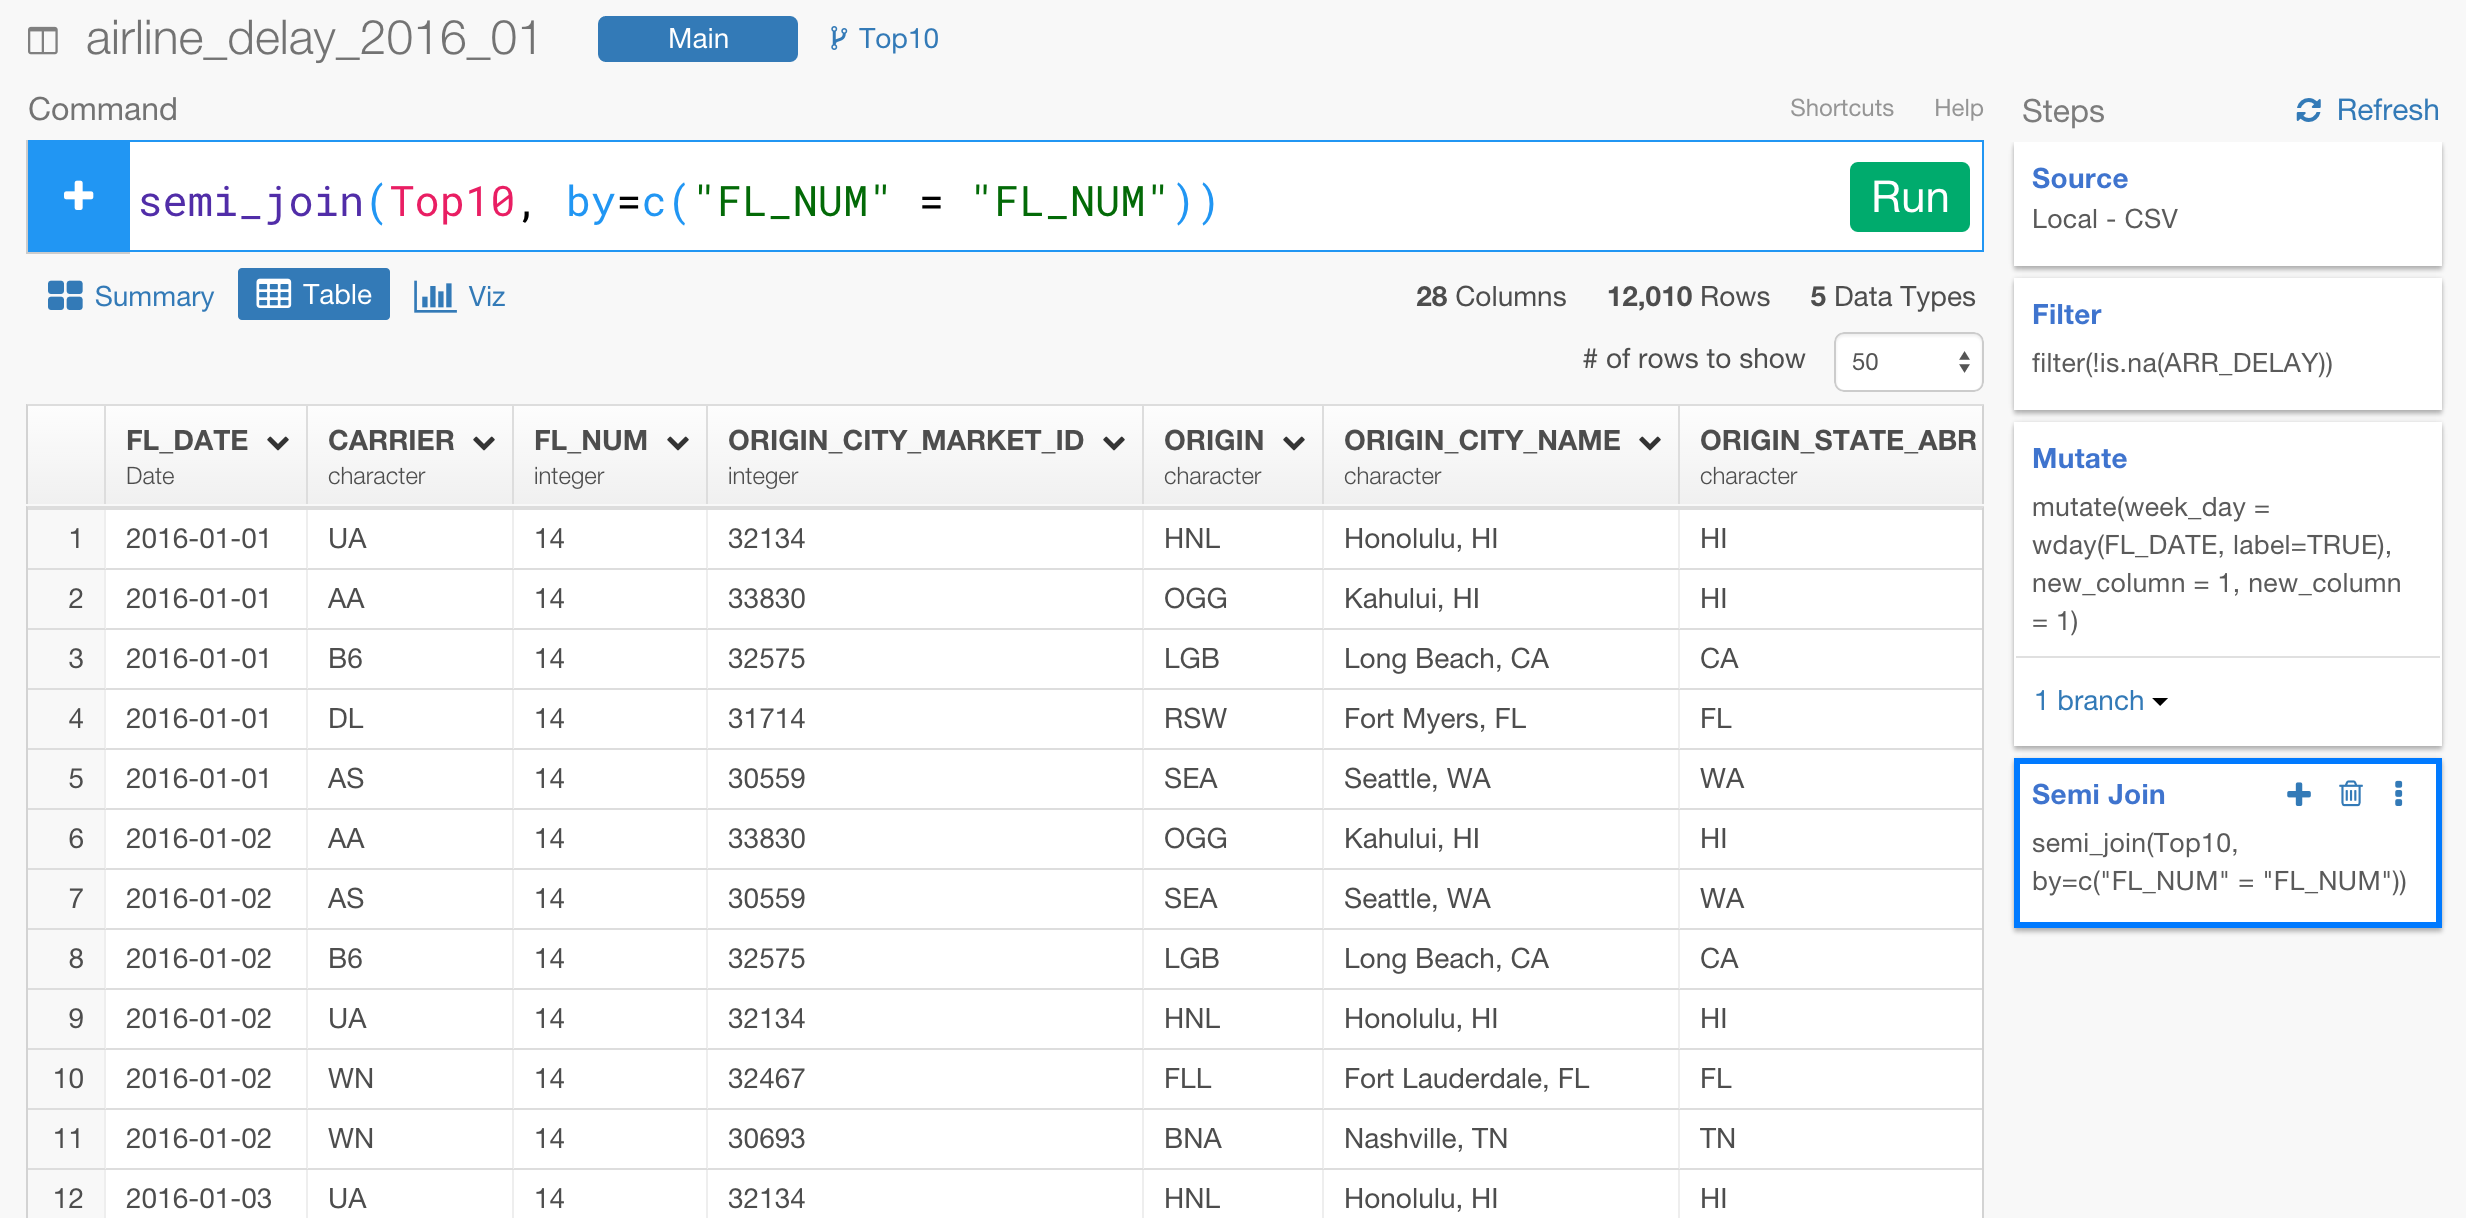 airline_delay_2016_01 Main Top10
Command Shortcuts Help Steps Refresh
semi_join(Top10, by=c("FL_NUM" = "FL_NUM")) Run
Summary Table Viz 28 Columns 12,010 Rows 5 Data Types
# of rows to show 50
FL_DATE CARRIER FL_NUM ORIGIN_CITY_MARKET_ID ORIGIN ORIGIN_CITY_NAME ORIGIN_STATE_ABR
Date character integer integer character character character
1 2016-01-01 UA 14 32134 HNL Honolulu, HI HI
2 2016-01-01 AA 14 33830 OGG Kahului, HI HI
3 2016-01-01 B6 14 32575 LGB Long Beach, CA CA
4 2016-01-01 DL 14 31714 RSW Fort Myers, FL FL
5 2016-01-01 AS 14 30559 SEA Seattle, WA WA
6 2016-01-02 AA 14 33830 OGG Kahului, HI HI
7 2016-01-02 AS 14 30559 SEA Seattle, WA WA
8 2016-01-02 B6 14 32575 LGB Long Beach, CA CA
9 2016-01-02 UA 14 32134 HNL Honolulu, HI HI
10 2016-01-02 WN 14 32467 FLL Fort Lauderdale, FL FL
11 2016-01-02 WN 14 30693 BNA Nashville, TN TN
12 2016-01-03 UA 14 32134 HNL Honolulu, HI HI
Source
Local - CSV
Filter
filter(!is.na(ARR_DELAY))
Mutate
mutate(week_day =
wday(FL_DATE, label=TRUE),
new_column = 1, new_column
= 1)
1 branch
Semi Join
semi_join(Top10,
by=c("FL_NUM" = "FL_NUM"))